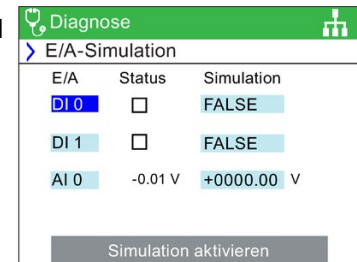 Diagnose
E/A-Simulation
E/A Status Simulation
DI 0 FALSE
DI 1 FALSE
AI 0 -0.01 V +0000.00 V
Simulation aktivieren